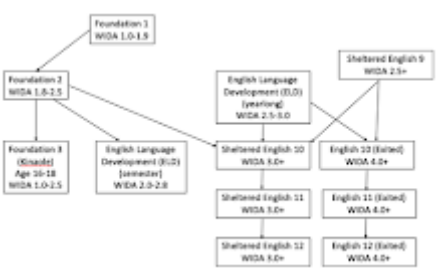 Foundation 1
WIDA 1.0-1.9
Sheltered English 9
WIDA 2.5+
Foundation 2
WIDA 1.8-2.5
English Language
Development (ELD)
(yearlong)
WIDA 2.5-3.0
Foundation 3
Age 16-18
WIDA 1.0-2.5
English Language
Development (ELD)
(semester)
WIDA 2.0-2.8
Sheltered English 10
WIDA 3.0+
English 10 (Exited)
WIDA 4.0+
Sheltered English 11
WIDA 3.0+
English 11 (Exited)
WIDA 4.0+
Sheltered English 12
WIDA 3.0+
English 12 (Exited)
WIDA 4.0+